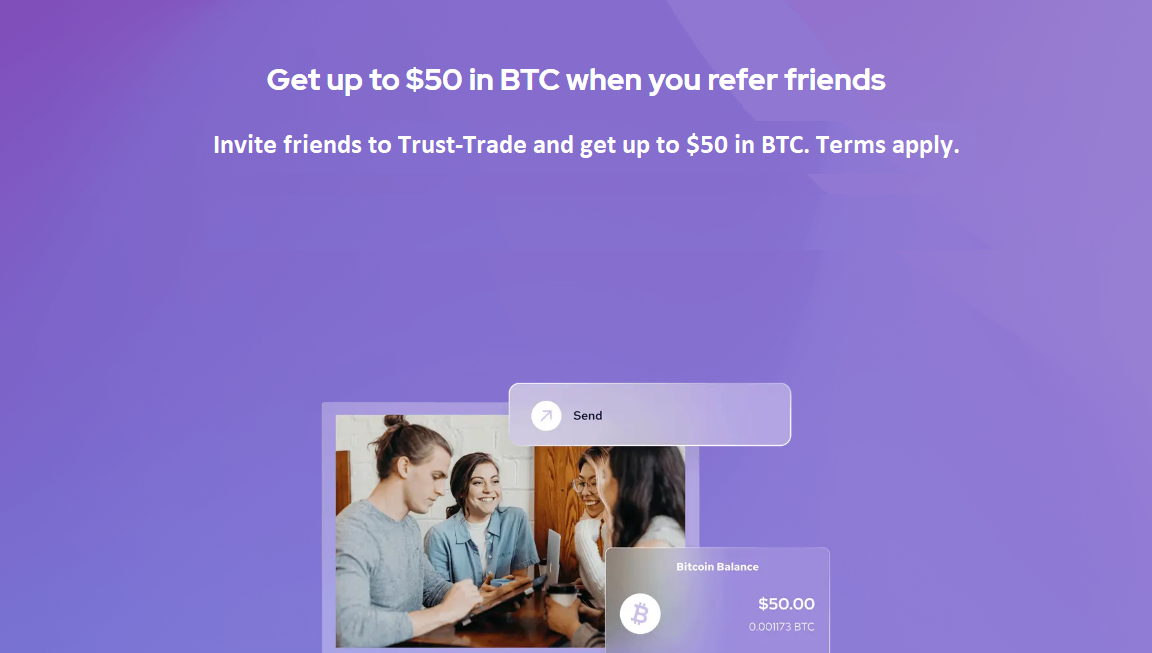 Get up to $50 in BTC when you refer friends
Invite friends to Trust-Trade and get up to $50 in BTC. Terms apply.
Send
Bitcoin Balance
$50.00
0.001173 BTC